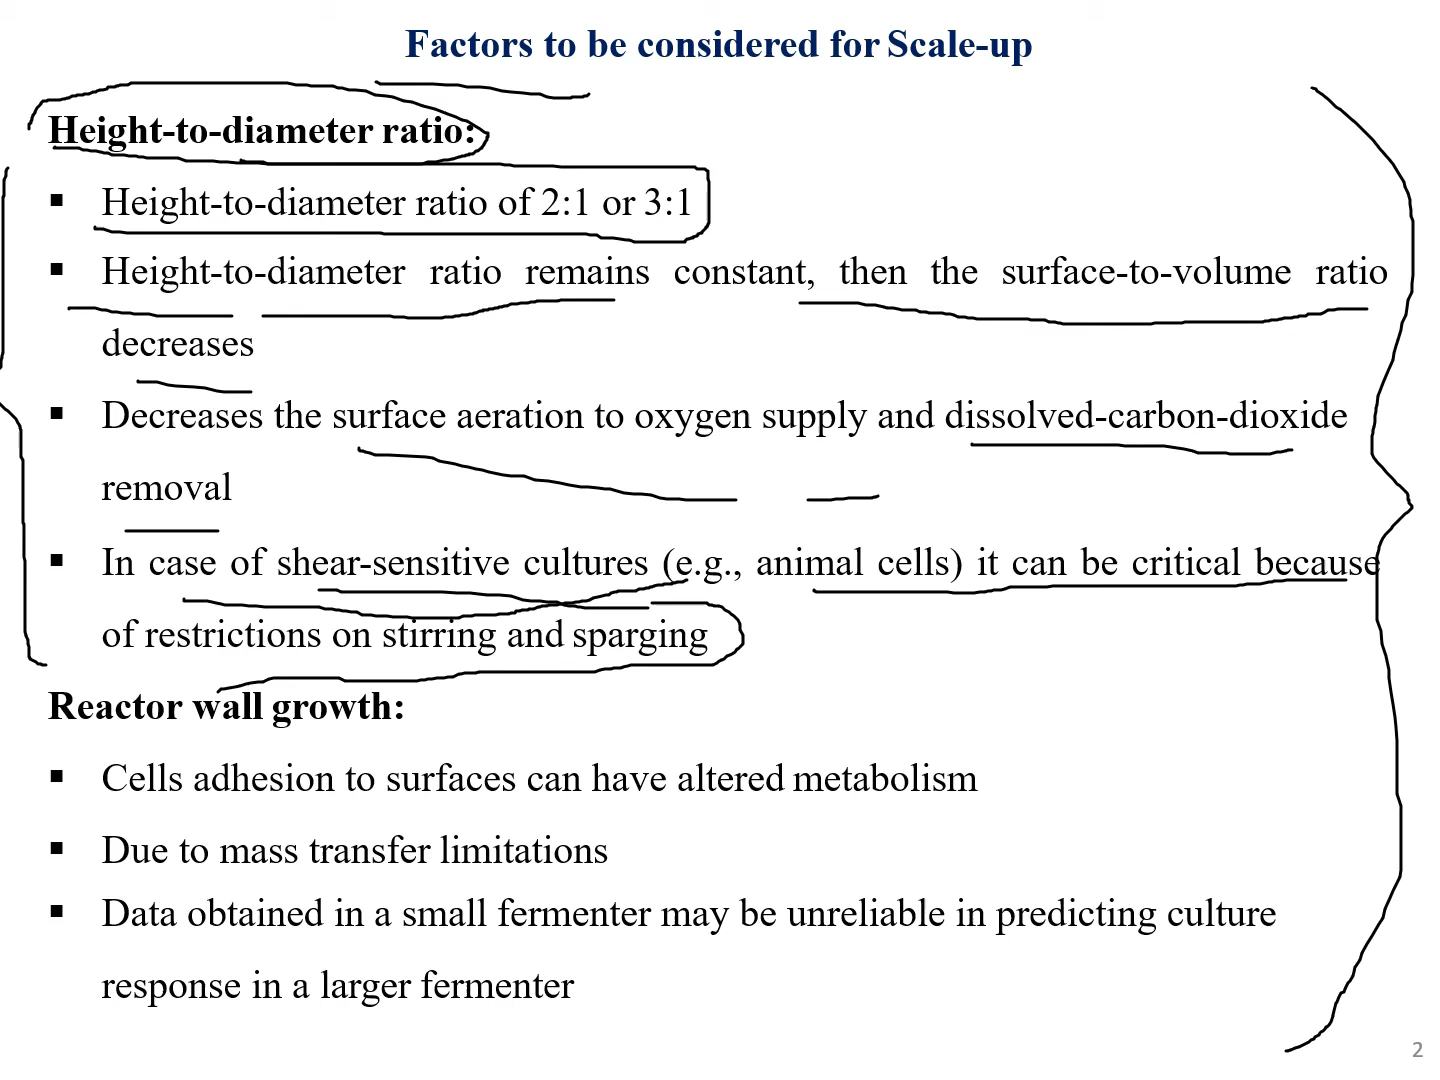 Factors to be considered for Scale-up
Height-to-diameter ratio:
▪ Height-to-diameter ratio of 2:1 or 3:1
▪ Height-to-diameter ratio remains constant, then the surface-to-volume ratio
decreases
▪ Decreases the surface aeration to oxygen supply and dissolved-carbon-dioxide
removal
▪ In case of shear-sensitive cultures (e.g., animal cells) it can be critical because
of restrictions on stirring and sparging
Reactor wall growth:
▪ Cells adhesion to surfaces can have altered metabolism
▪ Due to mass transfer limitations
▪ Data obtained in a small fermenter may be unreliable in predicting culture
response in a larger fermenter
2